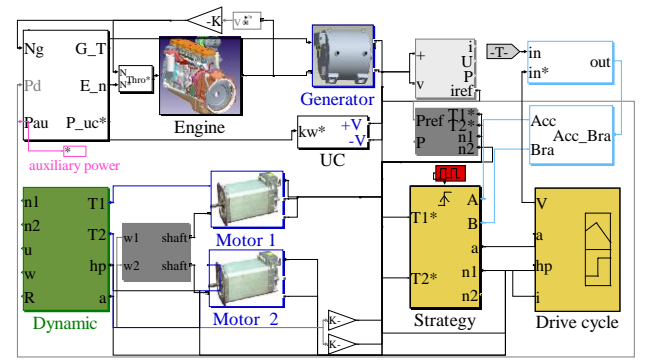 -K
Ng
G_T
Pd
E_n
Pau
P_uc*
N
N*
Thro*
Engine
Generator
+
v
i
U
P
iref
-T-
in
in*
out
auxiliary power
*
kw*
+V
-V
UC
Pref
P
T1*
T2*
n1
n2
Acc
Bra
Acc_Bra
n1
n2
u
w
R
T1
T2
hp
a
Dynamic
w1
w2
shaft
shaft
Motor 1
Motor 2
K-
K-
T1*
T2*
A
B
a
n1
n2
Strategy
V
a
hp
i
Drive cycle